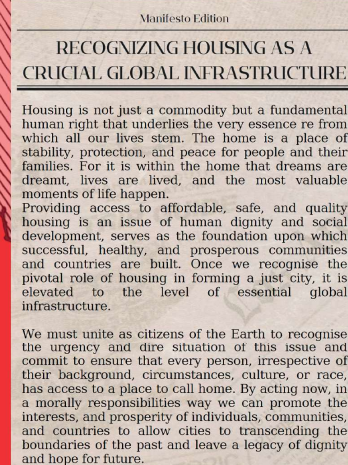 Manifesto Edition
RECOGNIZING HOUSING AS A
CRUCIAL GLOBAL INFRASTRUCTURE
Housing is not just a commodity but a fundamental
human right that underlies the very essence re from
which all our lives stem. The home is a place of
stability, protection, and peace for people and their
families. For it is within the home that dreams are
dreamt, lives are lived, and the most valuable
moments of life happen.
Providing access to affordable, safe, and quality
housing is an issue of human dignity and social
development, serves as the foundation upon which
successful, healthy, and prosperous communities
and countries are built. Once we recognise the
pivotal role of housing in forming a just city, it is
elevated to the level of essential global
infrastructure.
We must unite as citizens of the Earth to recognise
the urgency and dire situation of this issue and
commit to ensure that every person, irrespective of
their background, circumstances, culture, or race,
has access to a place to call home. By acting now, in
a morally responsibilities way we can promote the
interests, and prosperity of individuals, communities,
and countries to allow cities to transcending the
boundaries of the past and leave a legacy of dignity
and hope for future.